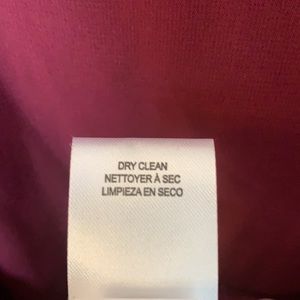 DRY CLEAN
NETTOYER À SEC
LIMPIEZA EN SECO